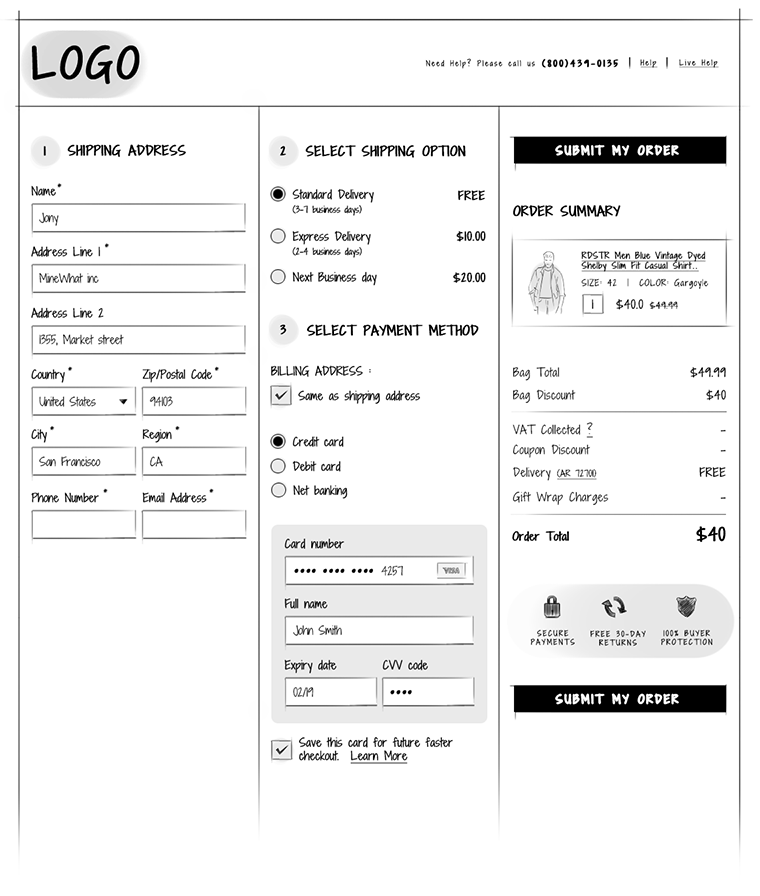 LOGO
Need Help? Please call us (800)439-0135 | Help | Live Help
1 SHIPPING ADDRESS
Name*
Jony
Address Line 1*
MineWhat inc
Address Line 2
1355, Market street
Country* Zip/Postal Code*
United States 94103
City* Region*
San Francisco CA
Phone Number* Email Address*
2 SELECT SHIPPING OPTION
Standard Delivery FREE
(3-7 business days)
Express Delivery $10.00
(2-4 business days)
Next Business day $20.00
3 SELECT PAYMENT METHOD
BILLING ADDRESS :
Same as shipping address
Credit card
Debit card
Net banking
Card number
•••• •••• •••• 4257 VISA
Full name
John Smith
Expiry date CVV code
02/19 ••••
Save this card for future faster
checkout. Learn More
SUBMIT MY ORDER
ORDER SUMMARY
RDSTR Men Blue Vintage Dyed
Shelby Slim Fit Casual Shirt..
SIZE: 42 | COLOR: Gargoyle
1 $40.0 $49.99
Bag Total $49.99
Bag Discount $40
VAT Collected ? -
Coupon Discount -
Delivery (AR 72701) FREE
Gift Wrap Charges -
Order Total $40
SECURE
PAYMENTS
FREE 30-DAY
RETURNS
100% BUYER
PROTECTION
SUBMIT MY ORDER